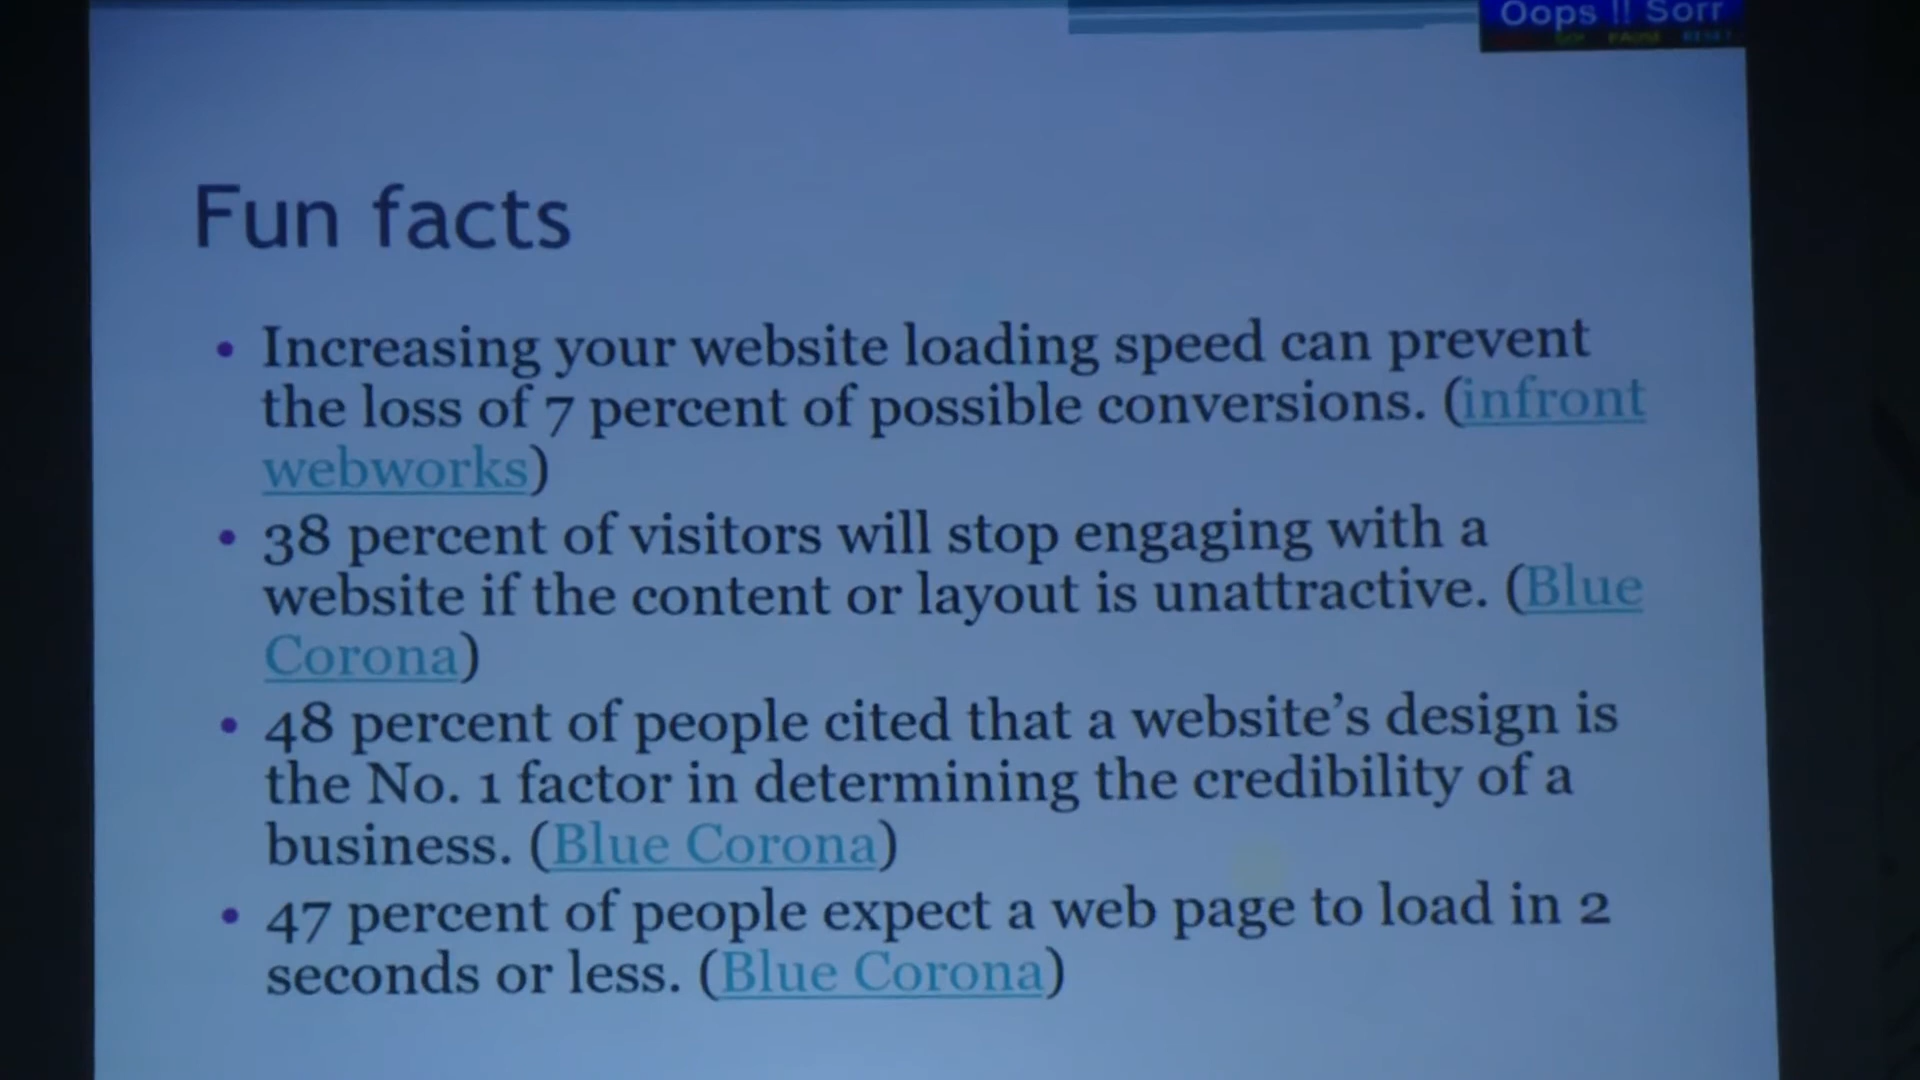 Oops !! Sorr
Fun facts
• Increasing your website loading speed can prevent
the loss of 7 percent of possible conversions. (infront
webworks)
• 38 percent of visitors will stop engaging with a
website if the content or layout is unattractive. (Blue
Corona)
• 48 percent of people cited that a website’s design is
the No. 1 factor in determining the credibility of a
business. (Blue Corona)
• 47 percent of people expect a web page to load in 2
seconds or less. (Blue Corona)